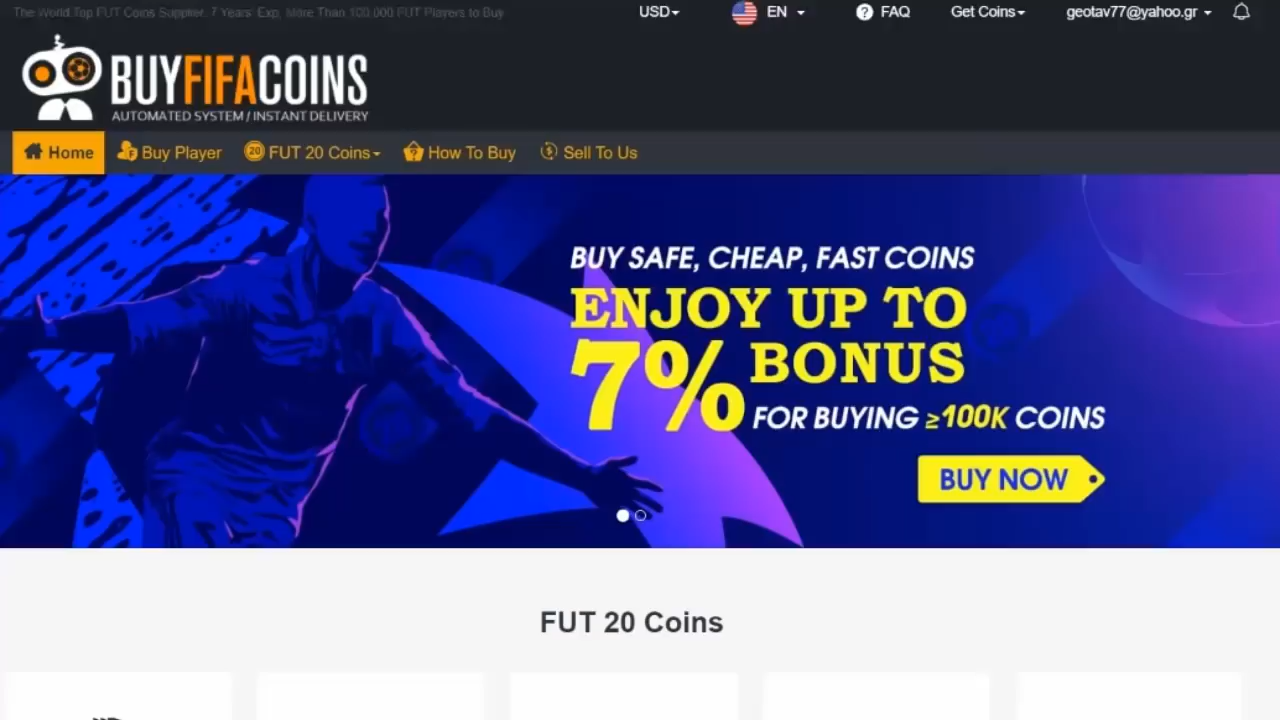 The World Top FUT Coins Supplier. 7 Years' Exp, More Than 100,000 FUT Players to Buy
USD
EN
? FAQ
Get Coins
geotav77@yahoo.gr
BUYFIFACOINS
AUTOMATED SYSTEM / INSTANT DELIVERY
Home
Buy Player
20 FUT 20 Coins
How To Buy
Sell To Us
BUY SAFE, CHEAP, FAST COINS
ENJOY UP TO
7% BONUS
FOR BUYING ≥100K COINS
BUY NOW
FUT 20 Coins